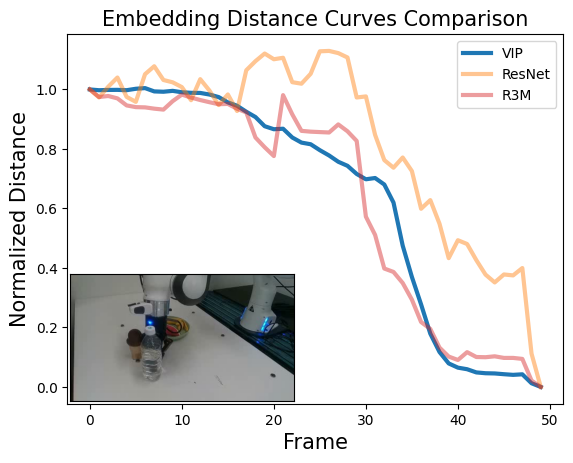 Embedding Distance Curves Comparison
VIP
ResNet
R3M
Normalized Distance
1.0
0.8
0.6
0.4
0.2
0.0
0
10
20
30
40
50
Frame